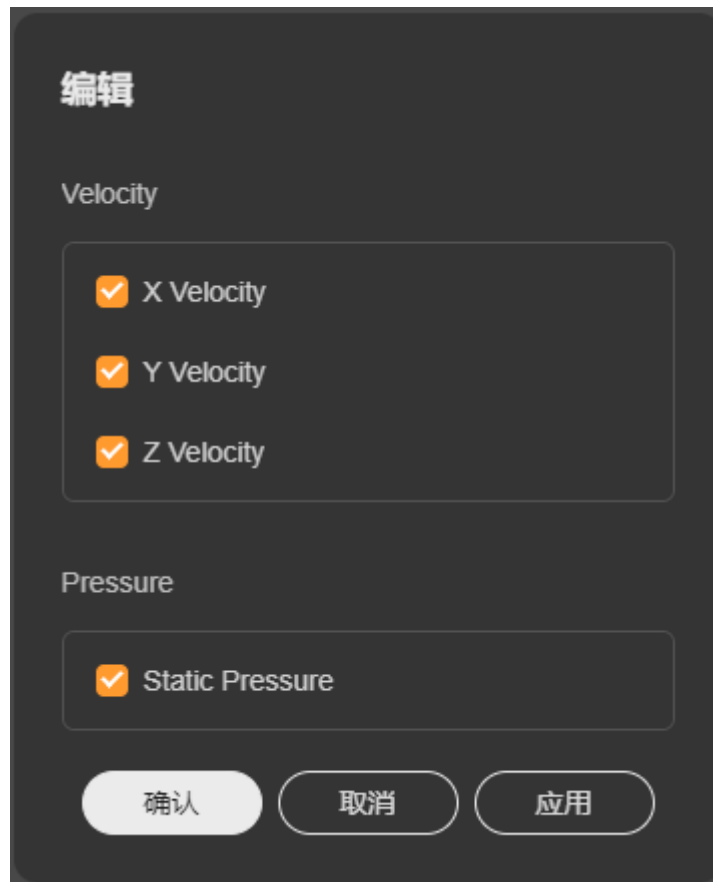 编辑
Velocity
X Velocity
Y Velocity
Z Velocity
Pressure
Static Pressure
确认 取消 应用